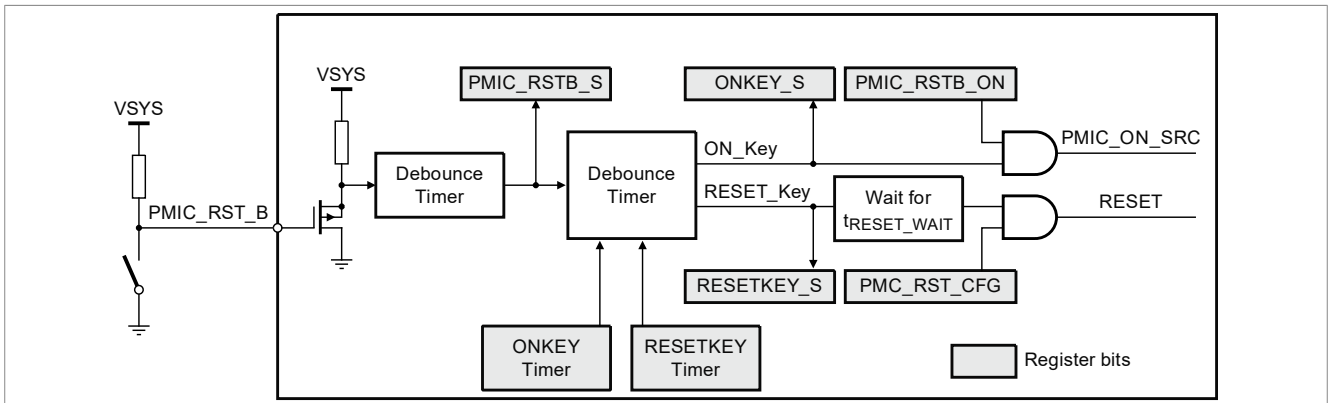 VSYS
PMIC_RST_B
VSYS
Debounce
Timer
PMIC_RSTB_S
Debounce
Timer
ONKEY
Timer
RESETKEY
Timer
ONKEY_S
PMIC_RSTB_ON
ON_Key
RESET_Key
Wait for
tRESET_WAIT
RESETKEY_S
PMC_RST_CFG
PMIC_ON_SRC
RESET
Register bits